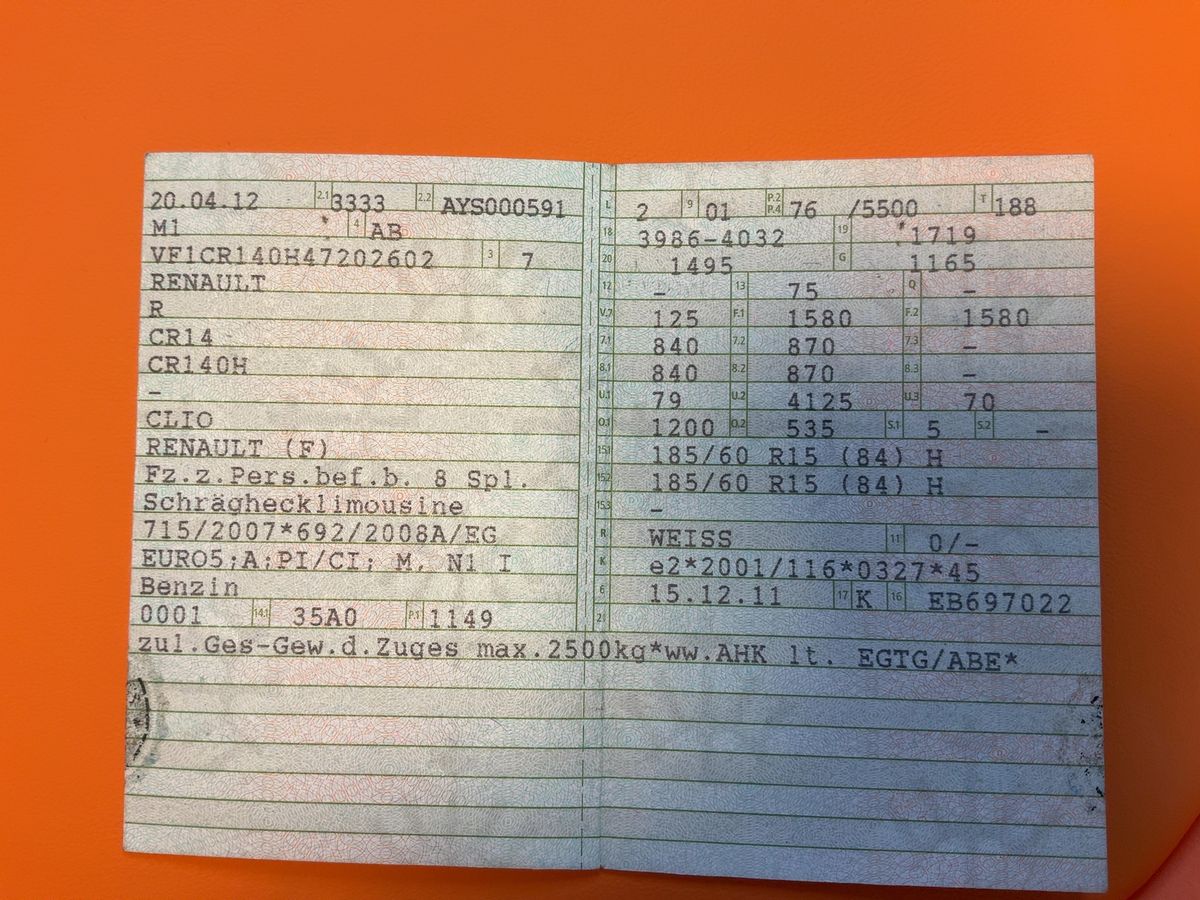 20.04.12 2.1 3333 2.2 AYS000591
M1 4 AB
VF1CR140H47202602 3 7
RENAULT
R
CR14
CR140H
–
CLIO
RENAULT (F)
Fz.z.Pers.bef.b. 8 Spl.
Schräghecklimousine
715/2007*692/2008A/EG
EURO5;A;PI/CI; M, N1 I
Benzin
0001 14.1 35A0 P.1 1149
L 2 9 01 P.2 P.4 76 /5500 T 188
18 3986-4032 19 1719
20 1495 G 1165
12 – 13 75 Q –
V.7 125 F.1 1580 F.2 1580
7.1 840 7.2 870 7.3 –
8.1 840 8.2 870 8.3 –
U.1 79 U.2 4125 U.3 70
O.1 1200 O.2 535 S.1 5 S.2 –
15.1 185/60 R15 (84) H
15.2 185/60 R15 (84) H
15.3 –
R WEISS 11 0/–
K e2*2001/116*0327*45
6 15.12.11 17 K 16 EB697022
21
zul.Ges-Gew.d.Zuges max.2500kg*ww.AHK lt. EGTG/ABE*